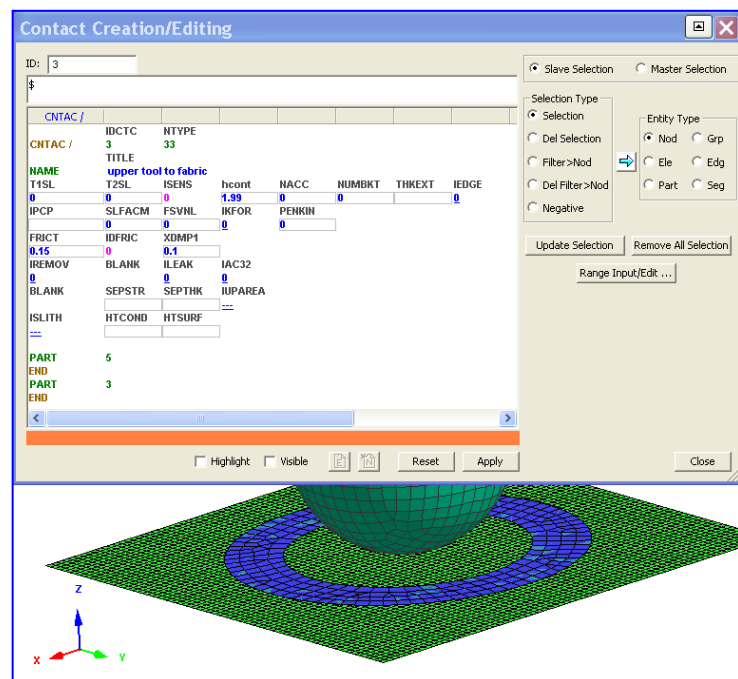 Contact Creation/Editing
ID: 3
$
CNTAC /
IDCTC NTYPE
CNTAC / 3 33
TITLE
NAME upper tool to fabric
T1SL T2SL ISENS hcont NACC NUMBKT THKEXT IEDGE
0 0 0 1.99 0 0 0
IPCP SLFACM FSVNL IKFOR PENKIN
0 0 0 0
FRICT IDFRIC XDMP1
0.15 0 0.1
IREMOV BLANK ILEAK IAC32
0 0 0
BLANK SEPSTR SEPTHK IUPAREA
---
ISLITH HTCOND HTSURF
---
PART 5
END
PART 3
END
Highlight Visible E N Reset Apply
Slave Selection Master Selection
Selection Type
Selection
Del Selection
Filter>Nod
Del Filter>Nod
Negative
Entity Type
Nod Grp
Ele Edg
Part Seg
Update Selection Remove All Selection
Range Input/Edit ...
Close
Z
X Y